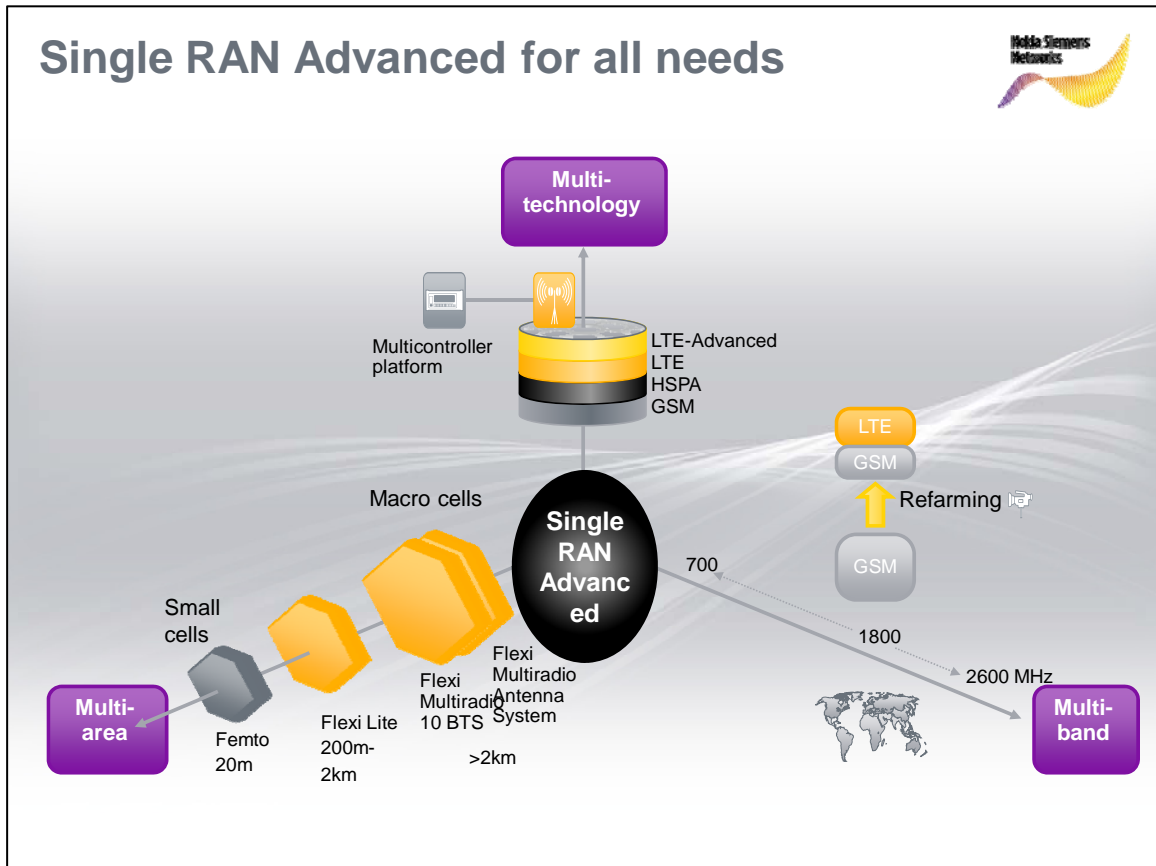 Single RAN Advanced for all needs
Nokia Siemens
Networks
Multi-
technology
Multicontroller
platform
LTE-Advanced
LTE
HSPA
GSM
LTE
GSM
Refarming
GSM
Macro cells
Single
RAN
Advanc
ed
700
1800
2600 MHz
Small
cells
Flexi
Multiradio
Antenna
System
Flexi
Multiradio
10 BTS
>2km
Flexi Lite
200m-
2km
Femto
20m
Multi-
area
Multi-
band